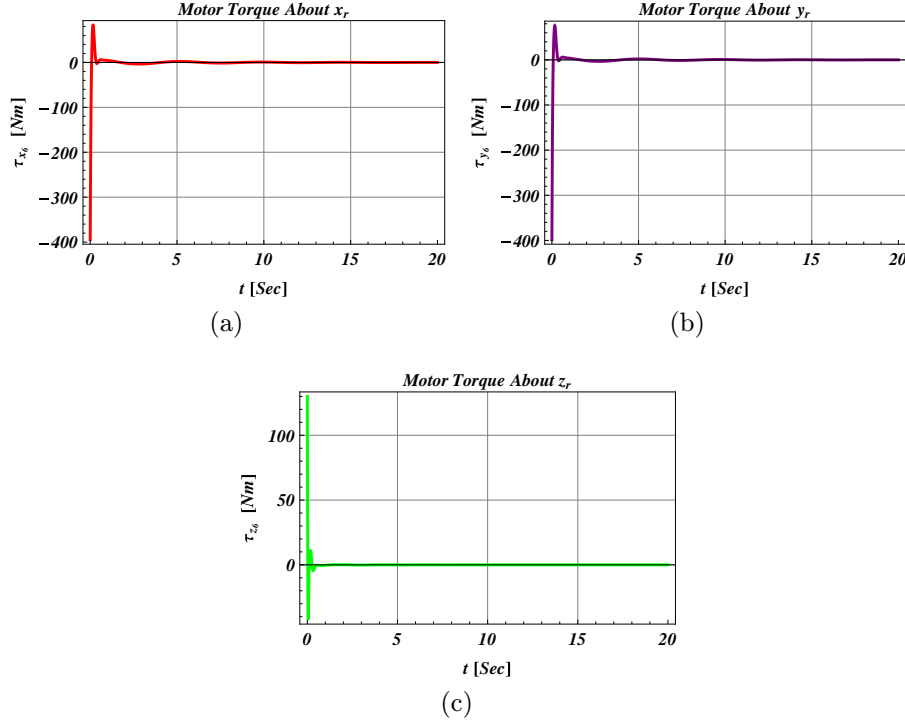 Motor Torque About x_r
0
−100
−200
−300
−400
τ_{x_6} [Nm]
0 5 10 15 20
t [Sec]
(a)
Motor Torque About y_r
0
−100
−200
−300
−400
τ_{y_6} [Nm]
0 5 10 15 20
t [Sec]
(b)
Motor Torque About z_r
100
50
0
τ_{z_6} [Nm]
0 5 10 15 20
t [Sec]
(c)